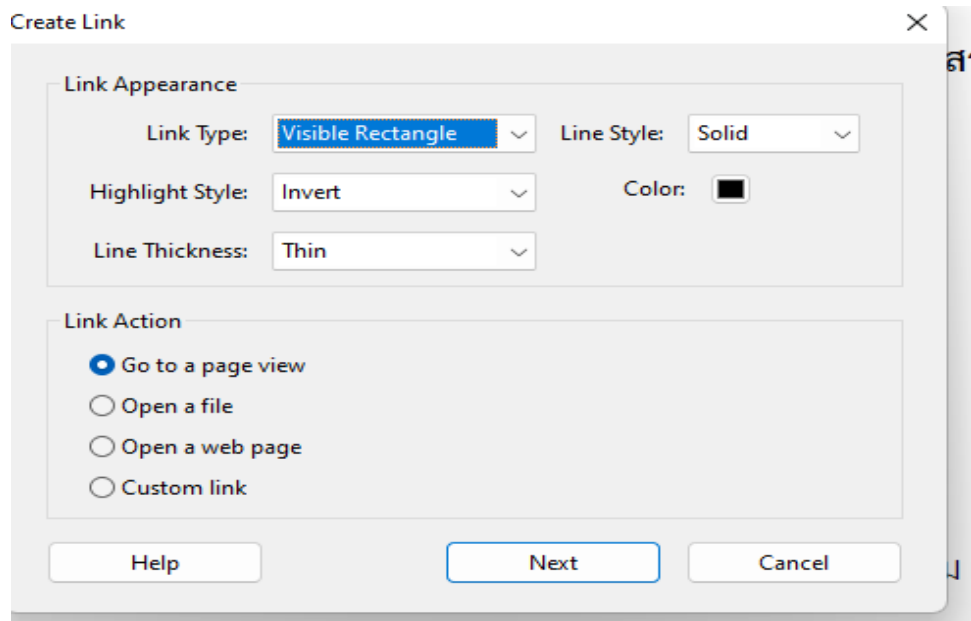 Create Link
Link Appearance
Link Type: Visible Rectangle Line Style: Solid
Highlight Style: Invert Color:
Line Thickness: Thin
Link Action
Go to a page view
Open a file
Open a web page
Custom link
Help Next Cancel